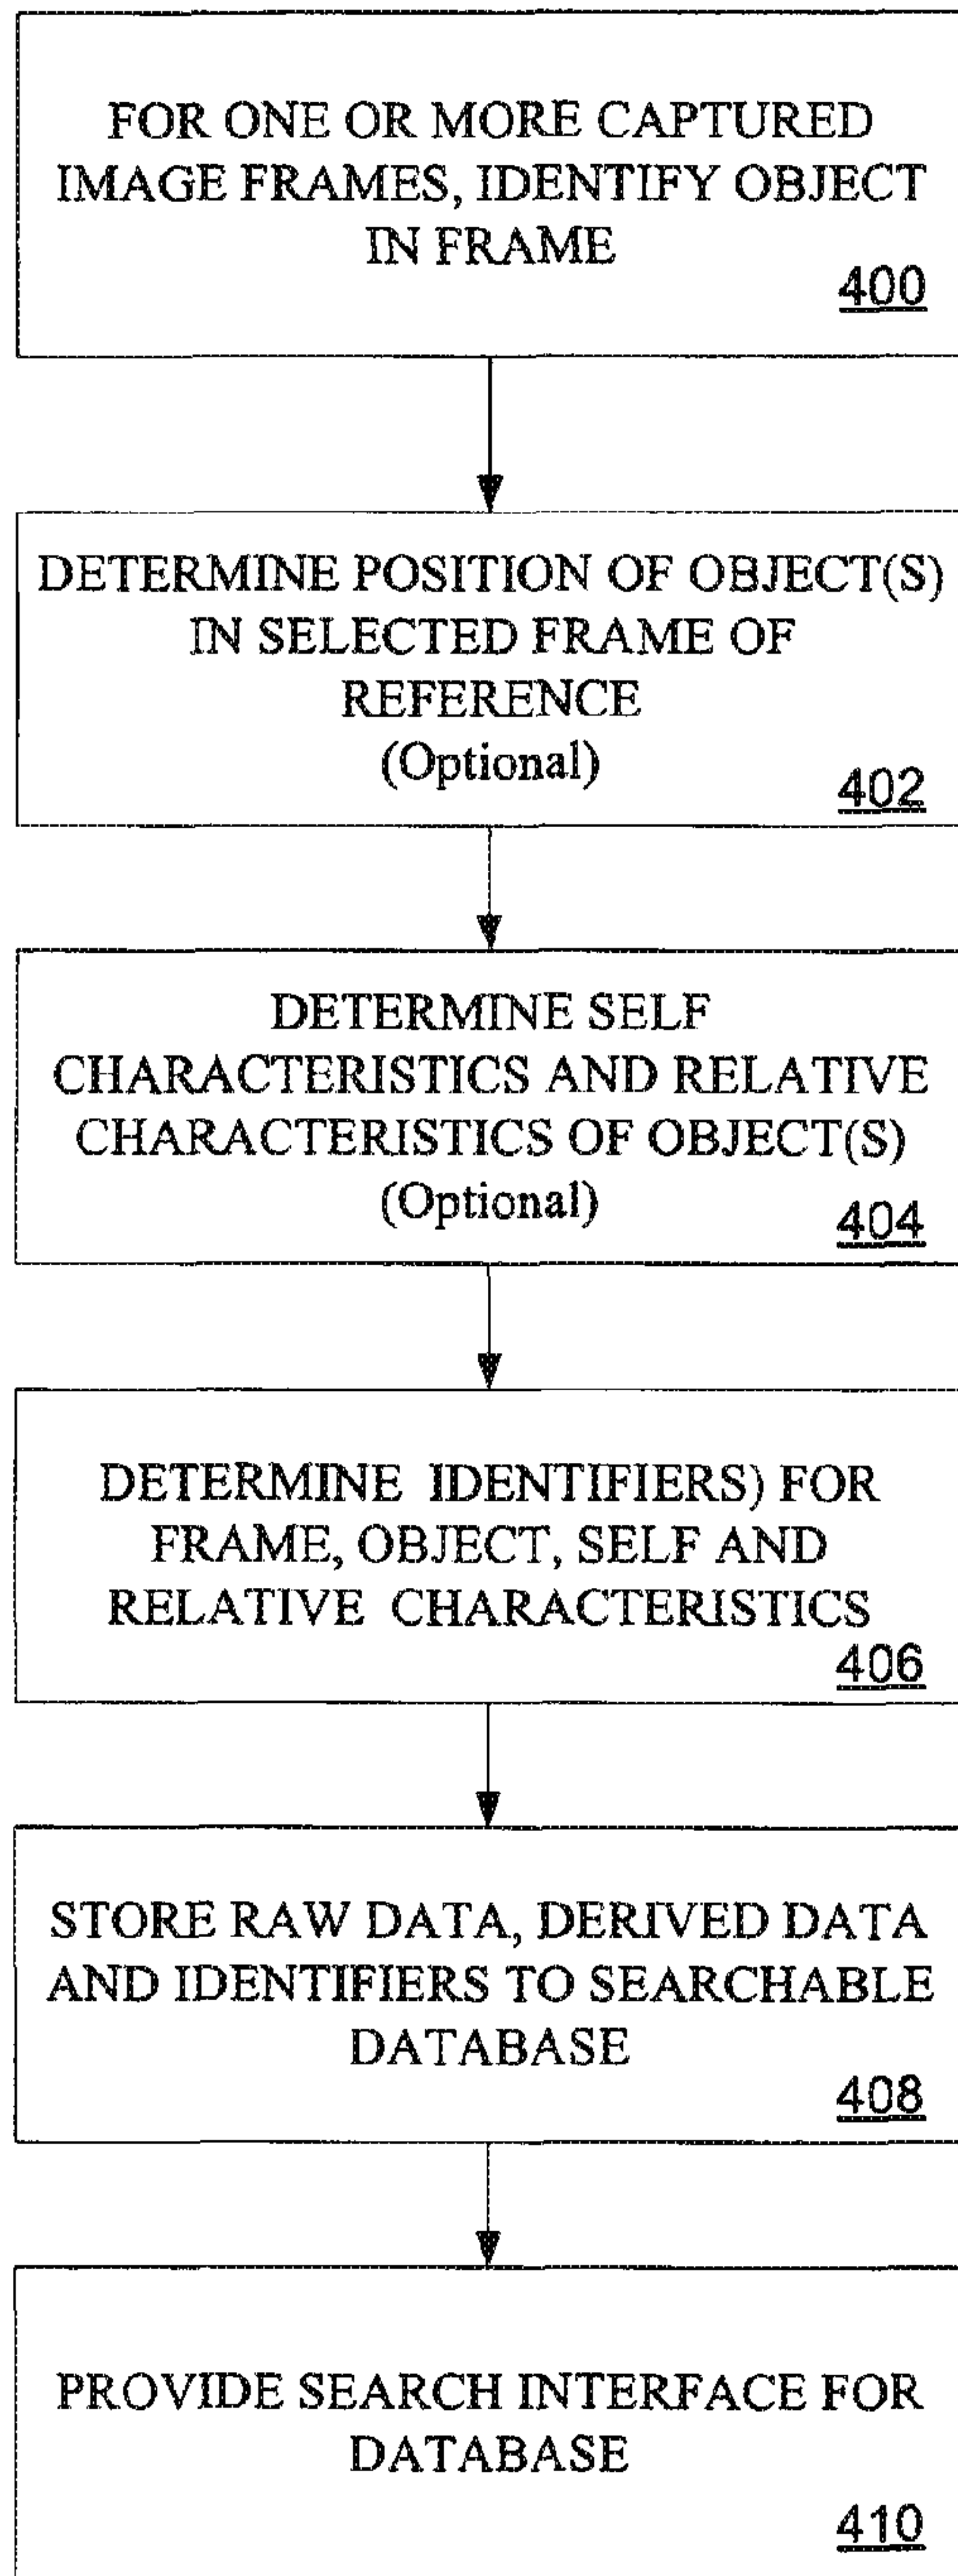 FOR ONE OR MORE CAPTURED
IMAGE FRAMES, IDENTIFY OBJECT
IN FRAME
400
DETERMINE POSITION OF OBJECT(S)
IN SELECTED FRAME OF
REFERENCE
(Optional)
402
DETERMINE SELF
CHARACTERISTICS AND RELATIVE
CHARACTERISTICS OF OBJECT(S)
(Optional)
404
DETERMINE IDENTIFIERS) FOR
FRAME, OBJECT, SELF AND
RELATIVE CHARACTERISTICS
406
STORE RAW DATA, DERIVED DATA
AND IDENTIFIERS TO SEARCHABLE
DATABASE
408
PROVIDE SEARCH INTERFACE FOR
DATABASE
410